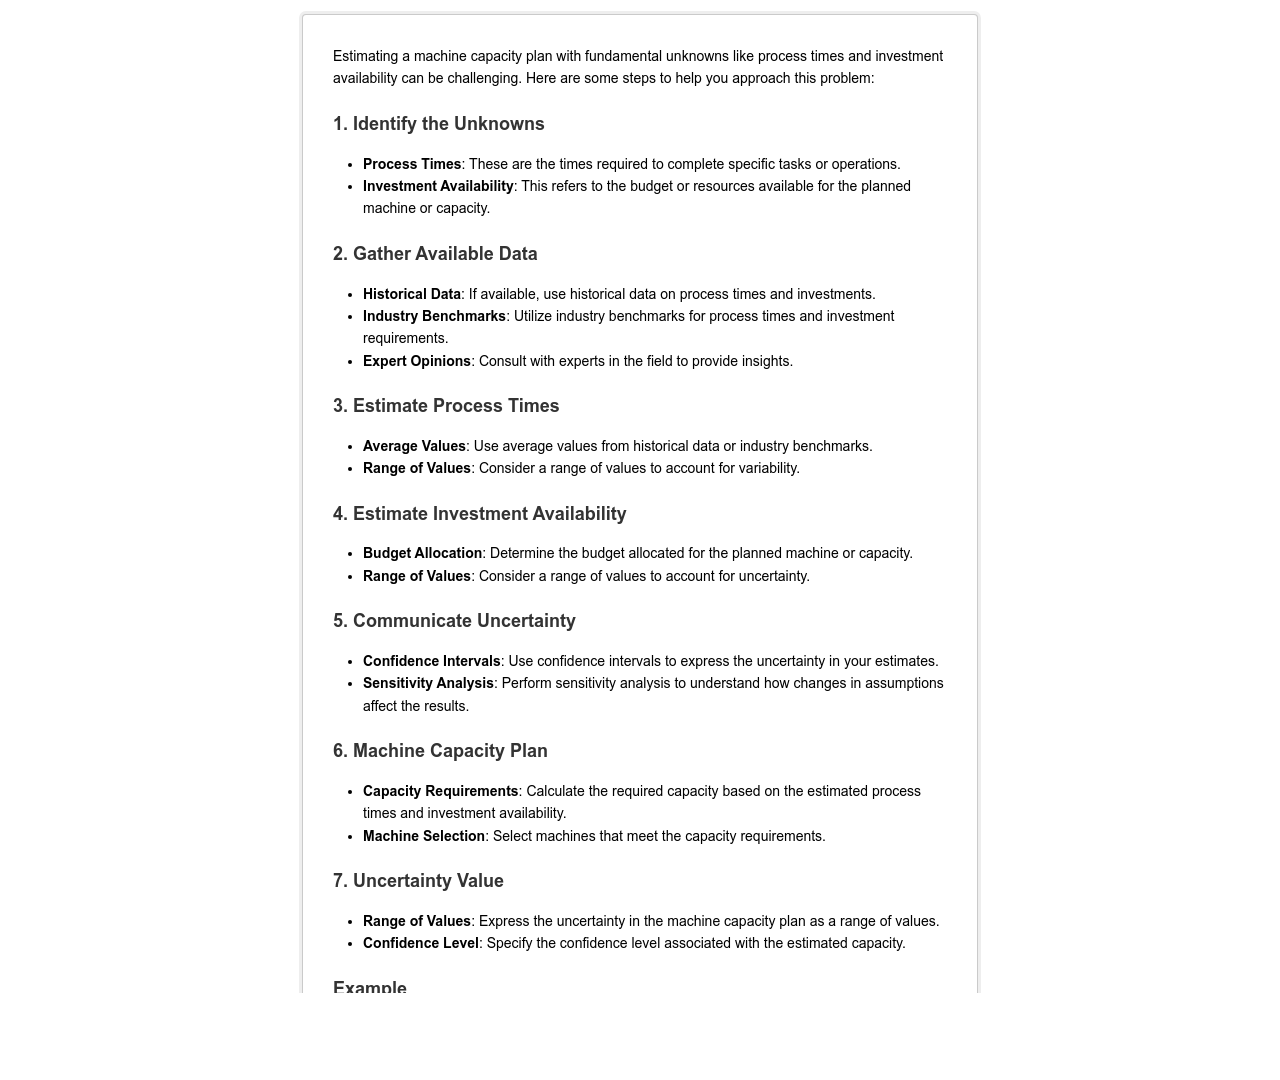 Estimating a machine capacity plan with fundamental unknowns like process times and investment
availability can be challenging. Here are some steps to help you approach this problem:
1. Identify the Unknowns
• Process Times: These are the times required to complete specific tasks or operations.
• Investment Availability: This refers to the budget or resources available for the planned
machine or capacity.
2. Gather Available Data
• Historical Data: If available, use historical data on process times and investments.
• Industry Benchmarks: Utilize industry benchmarks for process times and investment
requirements.
• Expert Opinions: Consult with experts in the field to provide insights.
3. Estimate Process Times
• Average Values: Use average values from historical data or industry benchmarks.
• Range of Values: Consider a range of values to account for variability.
4. Estimate Investment Availability
• Budget Allocation: Determine the budget allocated for the planned machine or capacity.
• Range of Values: Consider a range of values to account for uncertainty.
5. Communicate Uncertainty
• Confidence Intervals: Use confidence intervals to express the uncertainty in your estimates.
• Sensitivity Analysis: Perform sensitivity analysis to understand how changes in assumptions
affect the results.
6. Machine Capacity Plan
• Capacity Requirements: Calculate the required capacity based on the estimated process
times and investment availability.
• Machine Selection: Select machines that meet the capacity requirements.
7. Uncertainty Value
• Range of Values: Express the uncertainty in the machine capacity plan as a range of values.
• Confidence Level: Specify the confidence level associated with the estimated capacity.
Example